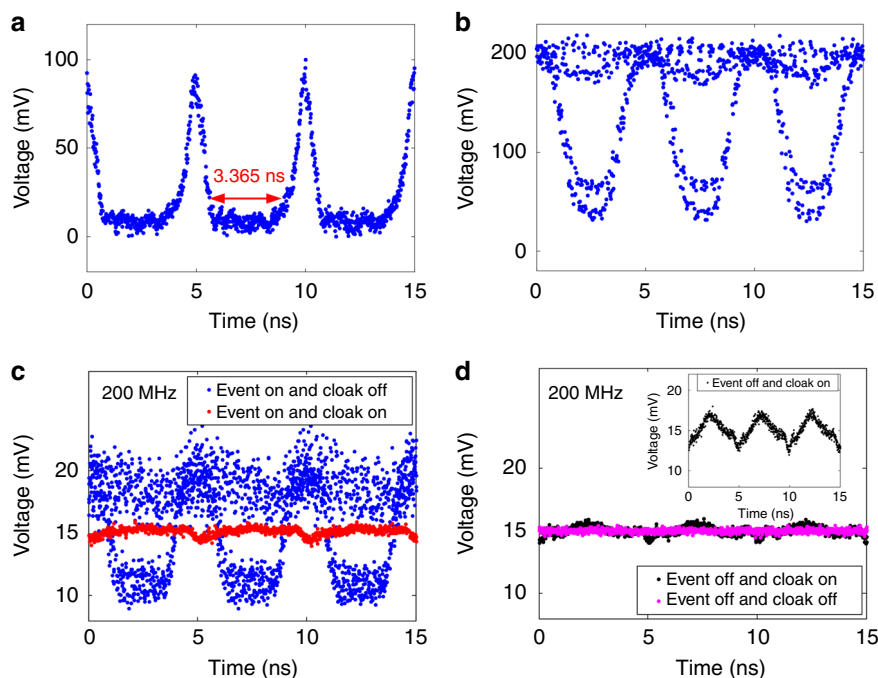 a
100
50
0
Voltage (mV)
3.365 ns
0
5
10
15
Time (ns)
b
200
100
0
Voltage (mV)
0
5
10
15
Time (ns)
c
200 MHz
Event on and cloak off
Event on and cloak on
20
15
10
Voltage (mV)
0
5
10
15
Time (ns)
d
200 MHz
Event off and cloak on
20
15
10
Voltage (mV)
0
5
10
15
Time (ns)
20
15
10
Voltage (mV)
Event off and cloak on
Event off and cloak off
0
5
10
15
Time (ns)